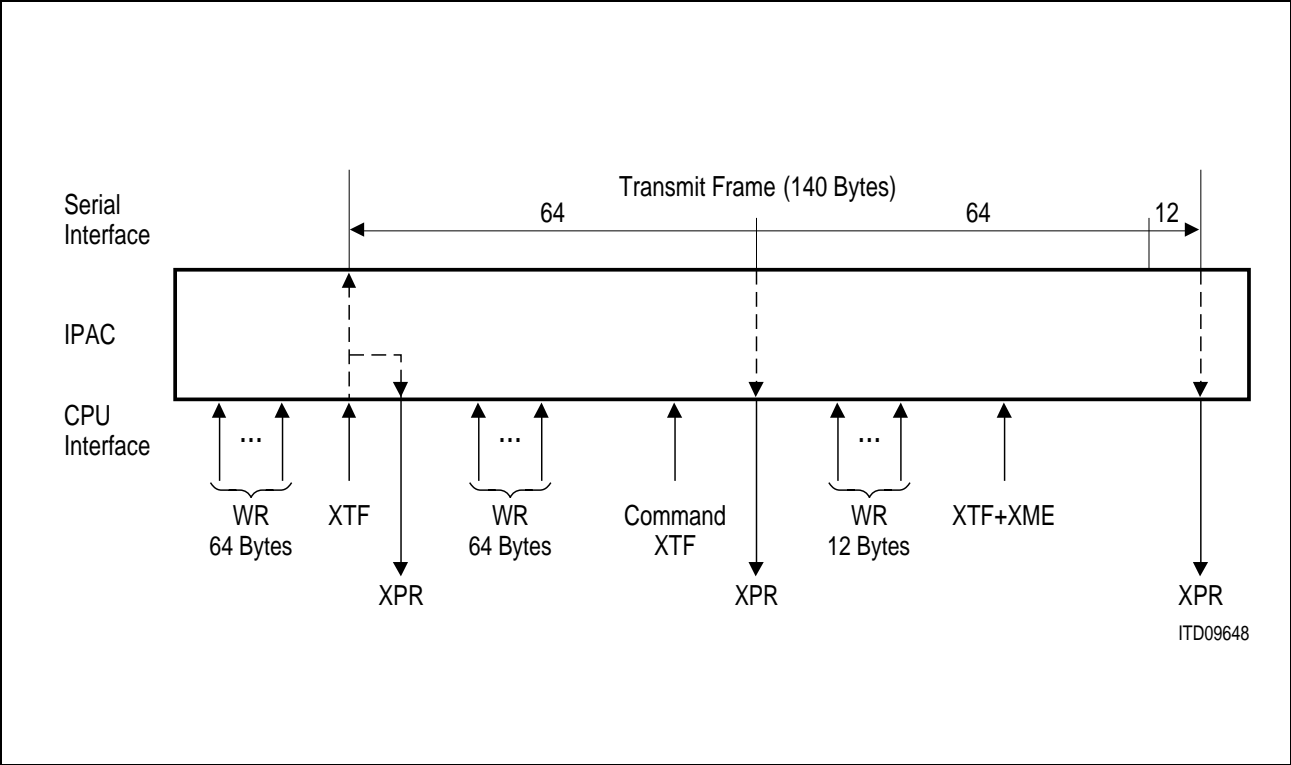 Transmit Frame (140 Bytes)
Serial
Interface
64
64
12
IPAC
CPU
Interface
...
...
...
WR
64 Bytes
XTF
WR
64 Bytes
Command
XTF
WR
12 Bytes
XTF+XME
XPR
XPR
XPR
ITD09648